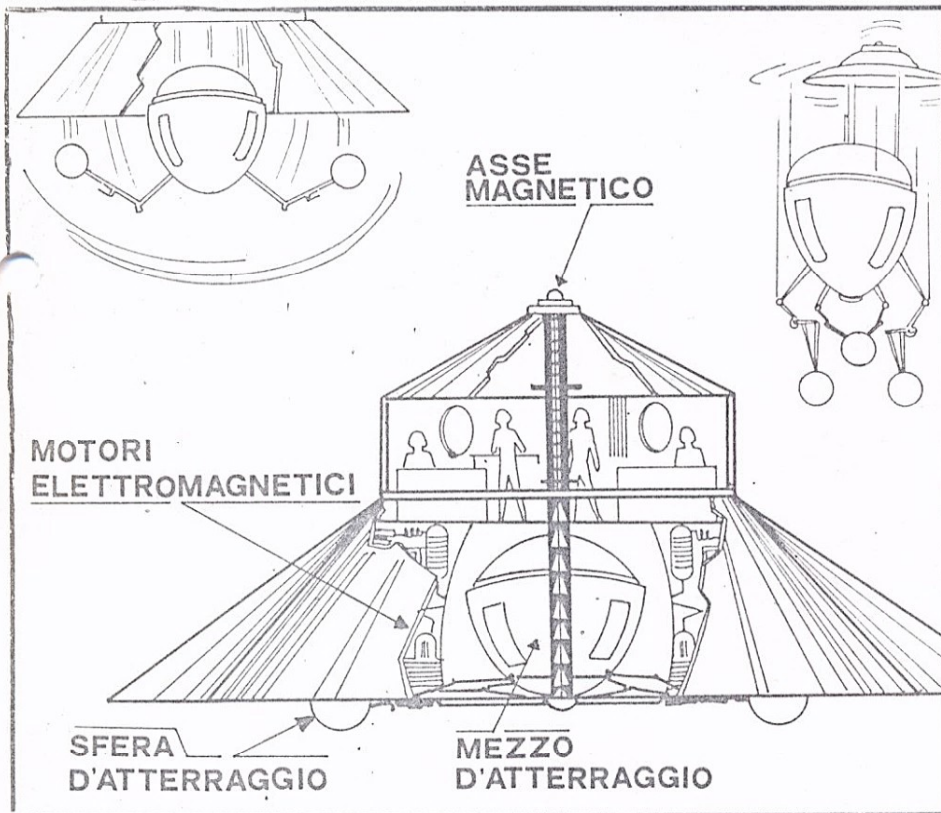 ASSE
MAGNETICO
MOTORI
ELETTROMAGNETICI
SFERA
D'ATTERRAGGIO
MEZZO
D'ATTERRAGGIO